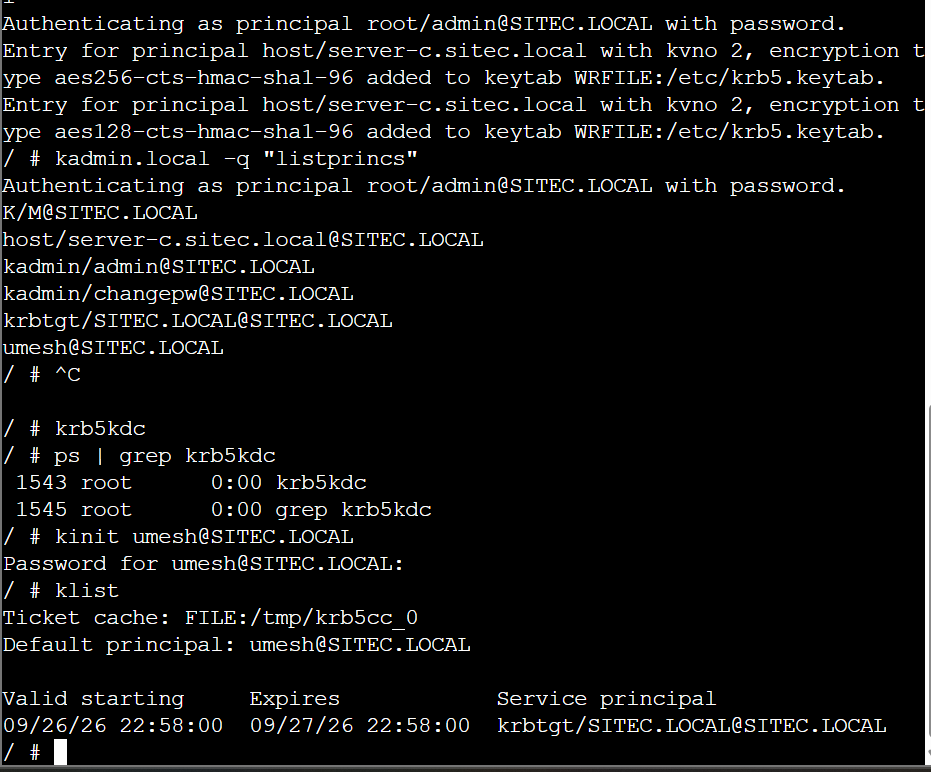 Authenticating as principal root/admin@SITEC.LOCAL with password.
Entry for principal host/server-c.sitec.local with kvno 2, encryption t
ype aes256-cts-hmac-sha1-96 added to keytab WRFILE:/etc/krb5.keytab.
Entry for principal host/server-c.sitec.local with kvno 2, encryption t
ype aes128-cts-hmac-sha1-96 added to keytab WRFILE:/etc/krb5.keytab.
/ # kadmin.local -q "listprincs"
Authenticating as principal root/admin@SITEC.LOCAL with password.
K/M@SITEC.LOCAL
host/server-c.sitec.local@SITEC.LOCAL
kadmin/admin@SITEC.LOCAL
kadmin/changepw@SITEC.LOCAL
krbtgt/SITEC.LOCAL@SITEC.LOCAL
umesh@SITEC.LOCAL
/ # ^C
/ # krb5kdc
/ # ps | grep krb5kdc
 1543 root      0:00 krb5kdc
 1545 root      0:00 grep krb5kdc
/ # kinit umesh@SITEC.LOCAL
Password for umesh@SITEC.LOCAL:
/ # klist
Ticket cache: FILE:/tmp/krb5cc_0
Default principal: umesh@SITEC.LOCAL
Valid starting     Expires            Service principal
09/26/26 22:58:00  09/27/26 22:58:00  krbtgt/SITEC.LOCAL@SITEC.LOCAL
/ #